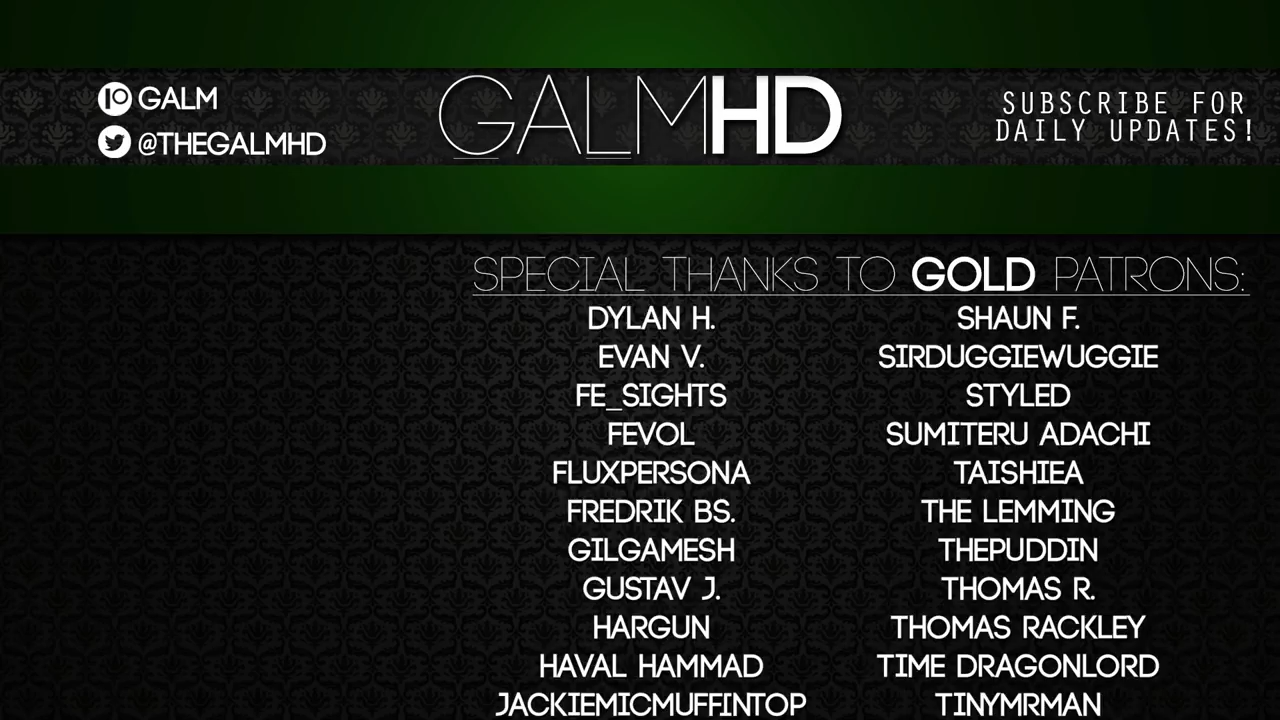 GALM
@THEGALMHD
GALMHD
SUBSCRIBE FOR
DAILY UPDATES!
SPECIAL THANKS TO GOLD PATRONS:
DYLAN H.
EVAN V.
FE_SIGHTS
FEVOL
FLUXPERSONA
FREDRIK BS.
GILGAMESH
GUSTAV J.
HARGUN
HAVAL HAMMAD
JACKIEMICMUFFINTOP
SHAUN F.
SIRDUGGIEWUGGIE
STYLED
SUMITERU ADACHI
TAISHIEA
THE LEMMING
THEPUDDIN
THOMAS R.
THOMAS RACKLEY
TIME DRAGONLORD
TINYMRMAN